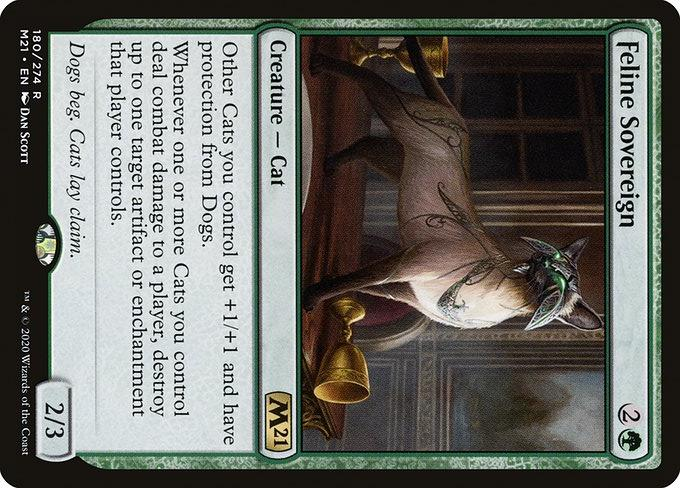 Feline Sovereign
2
Creature — Cat
M21
Other Cats you control get +1/+1 and have
protection from Dogs.
Whenever one or more Cats you control
deal combat damage to a player, destroy
up to one target artifact or enchantment
that player controls.
Dogs beg. Cats lay claim.
2/3
180/274 R
M21 • EN Dan Scott
™ & © 2020 Wizards of the Coast